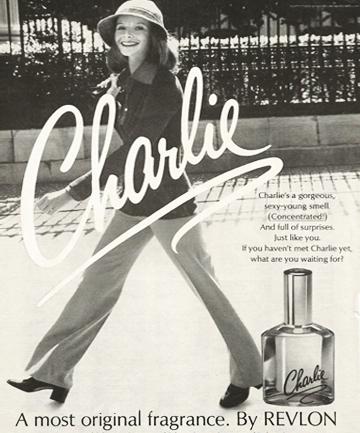 Charlie
Charlie's a gorgeous,
sexy-young smell.
(Concentrated!)
And full of surprises.
Just like you.
If you haven't met Charlie yet,
what are you waiting for?
Charlie
A most original fragrance. By REVLON